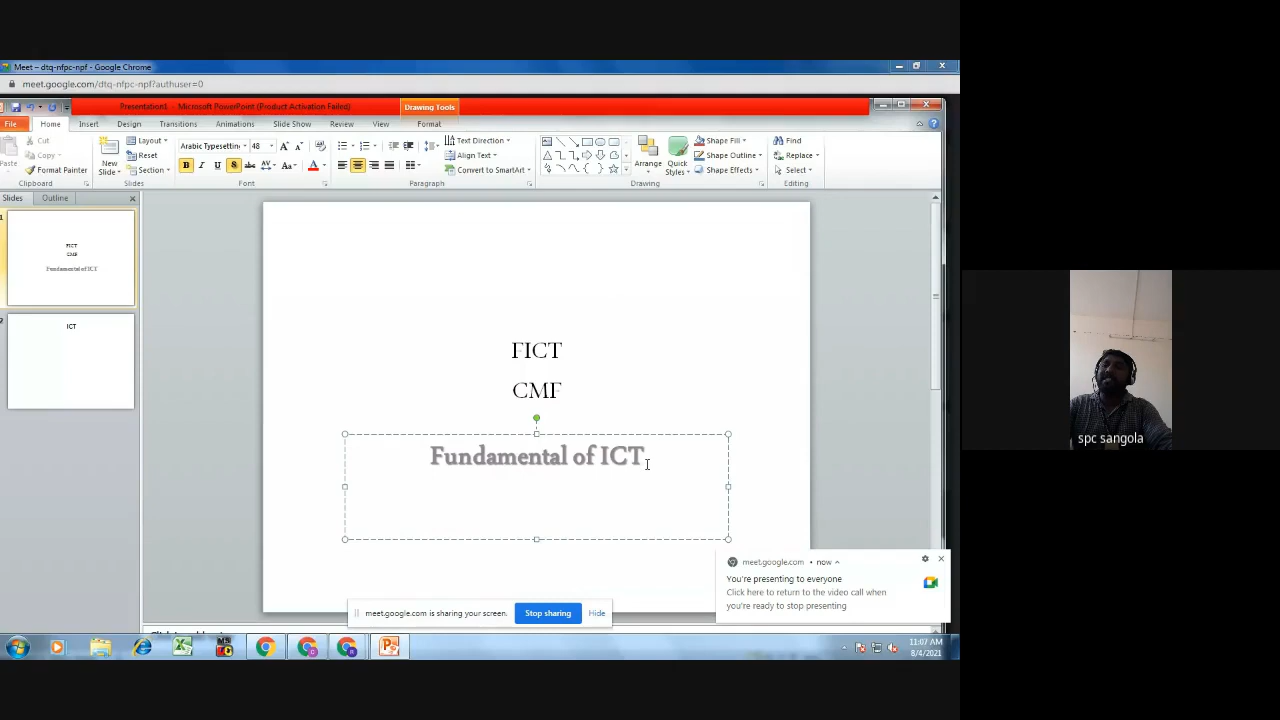 Meet – dtq-nfpc-npf - Google Chrome
meet.google.com/dtq-nfpc-npf?authuser=0
Presentation1 - Microsoft PowerPoint (Product Activation Failed)
Drawing Tools
File Home Insert Design Transitions Animations Slide Show Review View Format
Cut
Copy
Format Painter
Paste
Clipboard
New Slide
Layout
Reset
Section
Slides
Arabic Typesetting 48
Font
Text Direction
Align Text
Convert to SmartArt
Paragraph
Arrange
Quick Styles
Shape Fill
Shape Outline
Shape Effects
Drawing
Find
Replace
Select
Editing
Slides Outline
1
FICT
CMF
Fundamental of ICT
2
ICT
FICT
CMF
Fundamental of ICT
meet.google.com • now
You're presenting to everyone
Click here to return to the video call when
you're ready to stop presenting
meet.google.com is sharing your screen.
Stop sharing
Hide
11:07 AM
8/4/2021
spc sangola